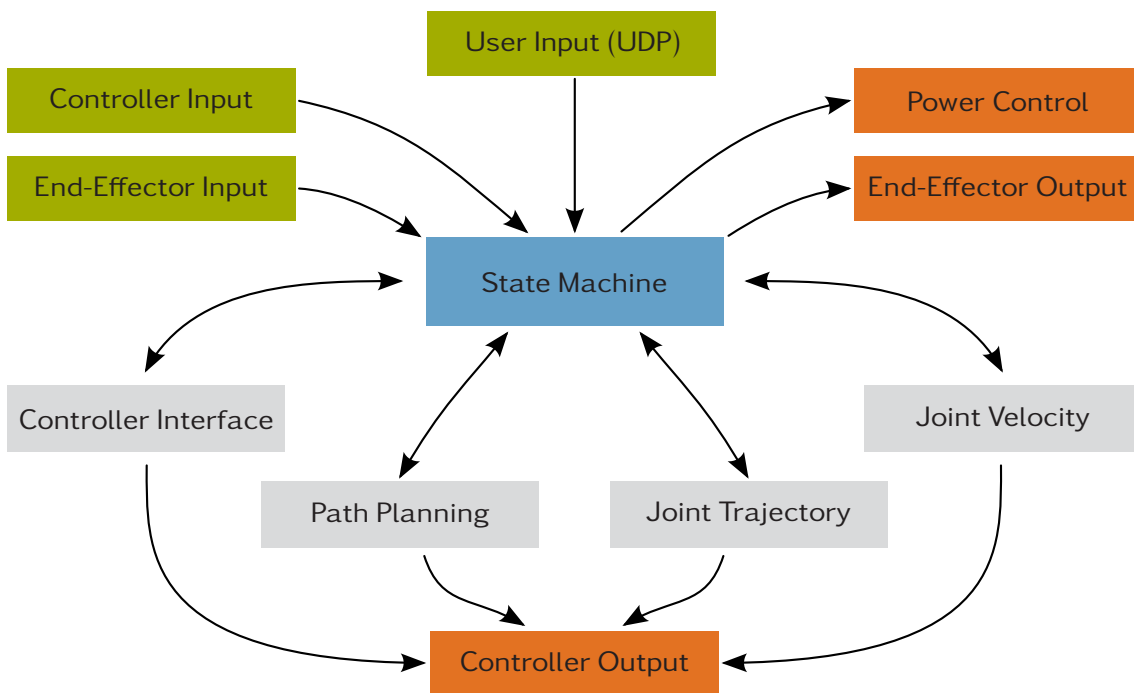 User Input (UDP)
Controller Input
Power Control
End-Effector Input
End-Effector Output
State Machine
Controller Interface
Joint Velocity
Path Planning
Joint Trajectory
Controller Output